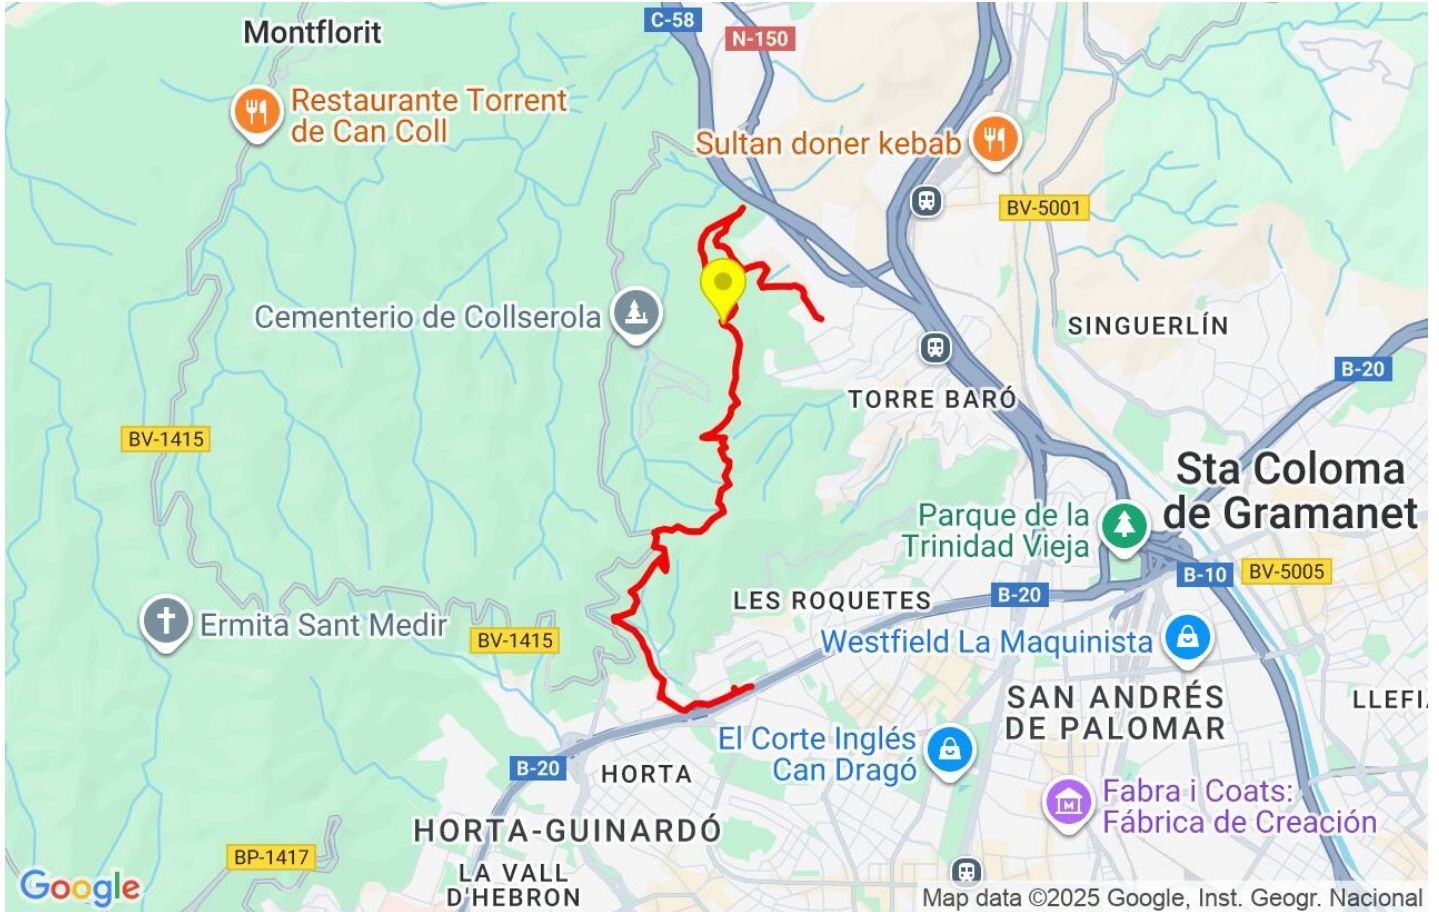 C-58
N-150
Montflorit
Restaurante Torrent
de Can Coll
Sultan doner kebab
BV-5001
Cementerio de Collserola
SINGUERLÍN
B-20
TORRE BARÓ
BV-1415
Sta Coloma
de Gramanet
Parque de la
Trinidad Vieja
B-10
BV-5005
B-20
LES ROQUETES
Ermita Sant Medir
BV-1415
Westfield La Maquinista
SAN ANDRÉS
DE PALOMAR
LLEFI
El Corte Inglés
Can Dragó
B-20
HORTA
Fabra i Coats:
Fábrica de Creación
HORTA-GUINARDÓ
BP-1417
LA VALL
D'HEBRON
Google
Map data ©2025 Google, Inst. Geogr. Nacional